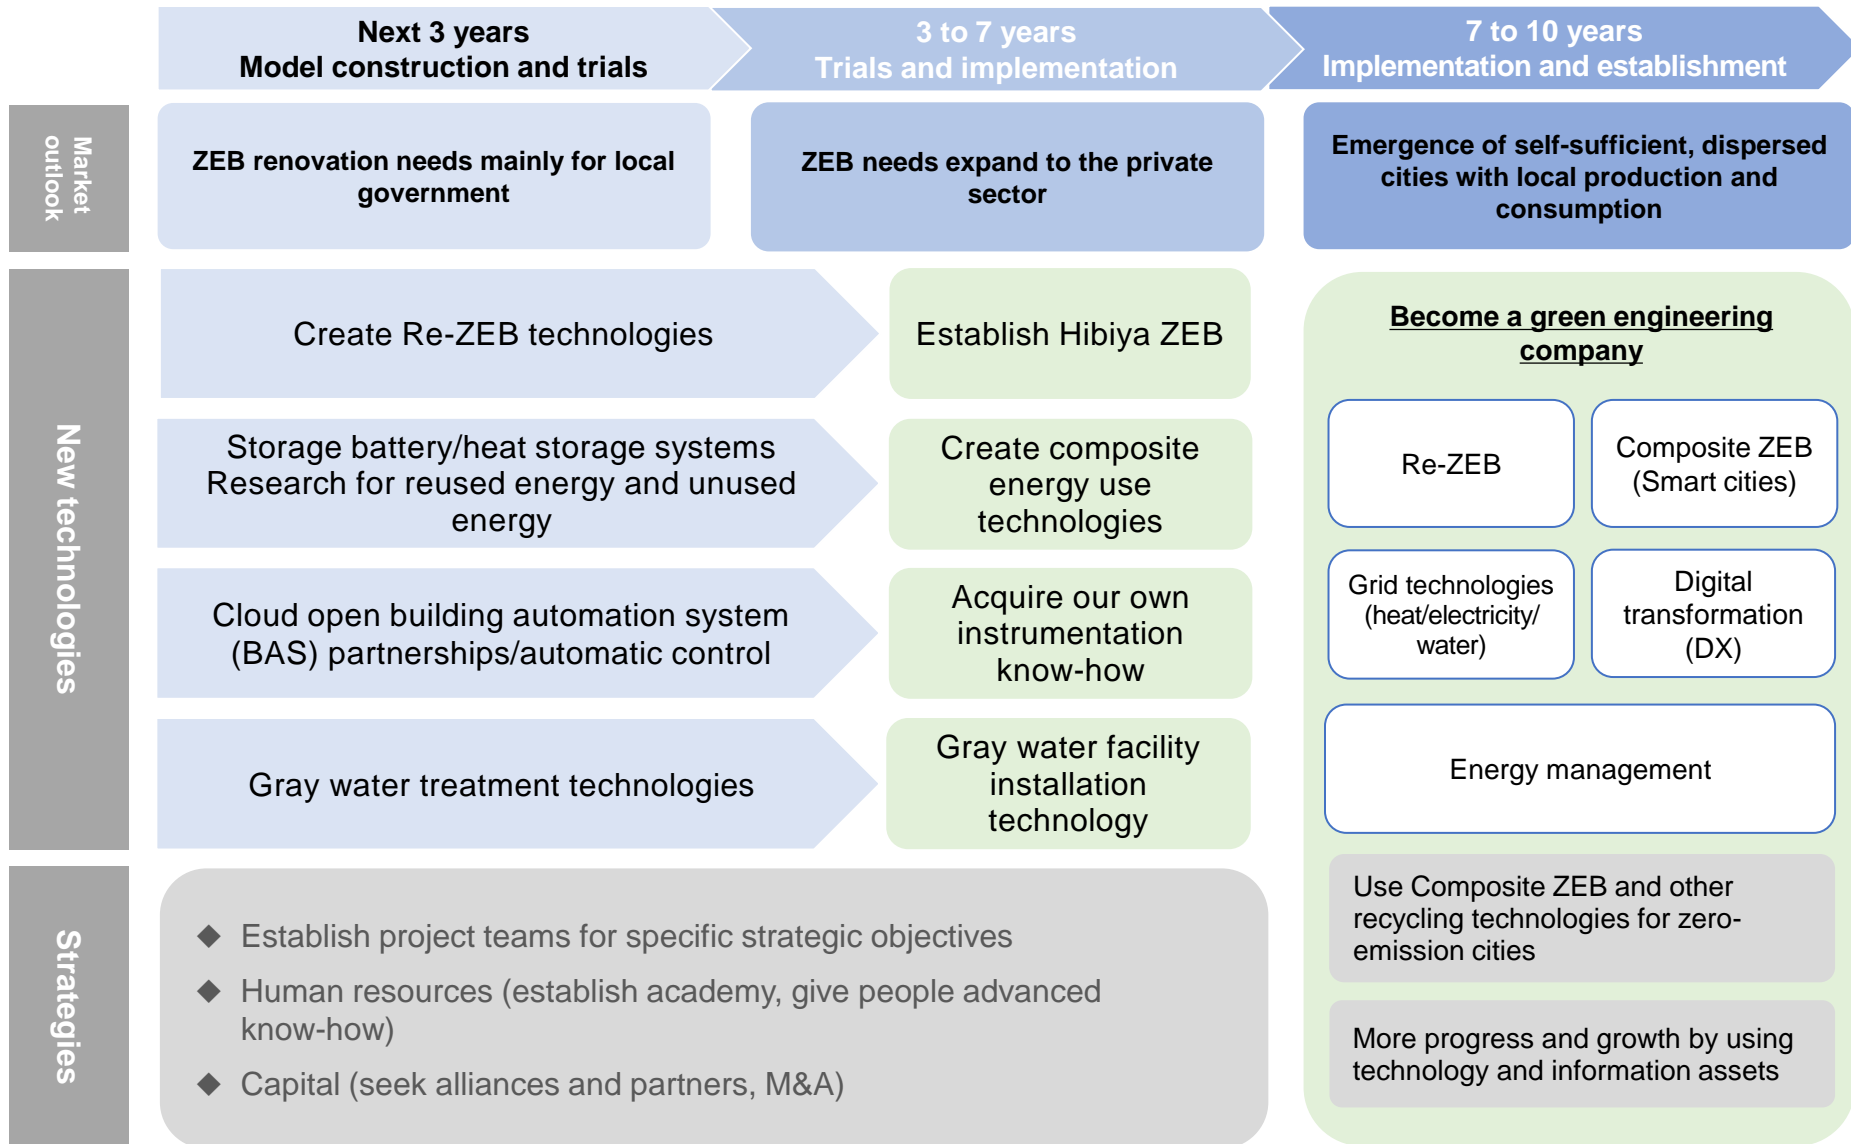 Next 3 years
Model construction and trials
3 to 7 years
Trials and implementation
7 to 10 years
Implementation and establishment
Market
outlook
ZEB renovation needs mainly for local
government
ZEB needs expand to the private
sector
Emergence of self-sufficient, dispersed
cities with local production and
consumption
New technologies
Create Re-ZEB technologies
Establish Hibiya ZEB
Storage battery/heat storage systems
Research for reused energy and unused
energy
Create composite
energy use
technologies
Cloud open building automation system
(BAS) partnerships/automatic control
Acquire our own
instrumentation
know-how
Gray water treatment technologies
Gray water facility
installation
technology
Become a green engineering
company
Re-ZEB
Composite ZEB
(Smart cities)
Grid technologies
(heat/electricity/
water)
Digital
transformation
(DX)
Energy management
Strategies
◆ Establish project teams for specific strategic objectives
◆ Human resources (establish academy, give people advanced
know-how)
◆ Capital (seek alliances and partners, M&A)
Use Composite ZEB and other
recycling technologies for zero-
emission cities
More progress and growth by using
technology and information assets